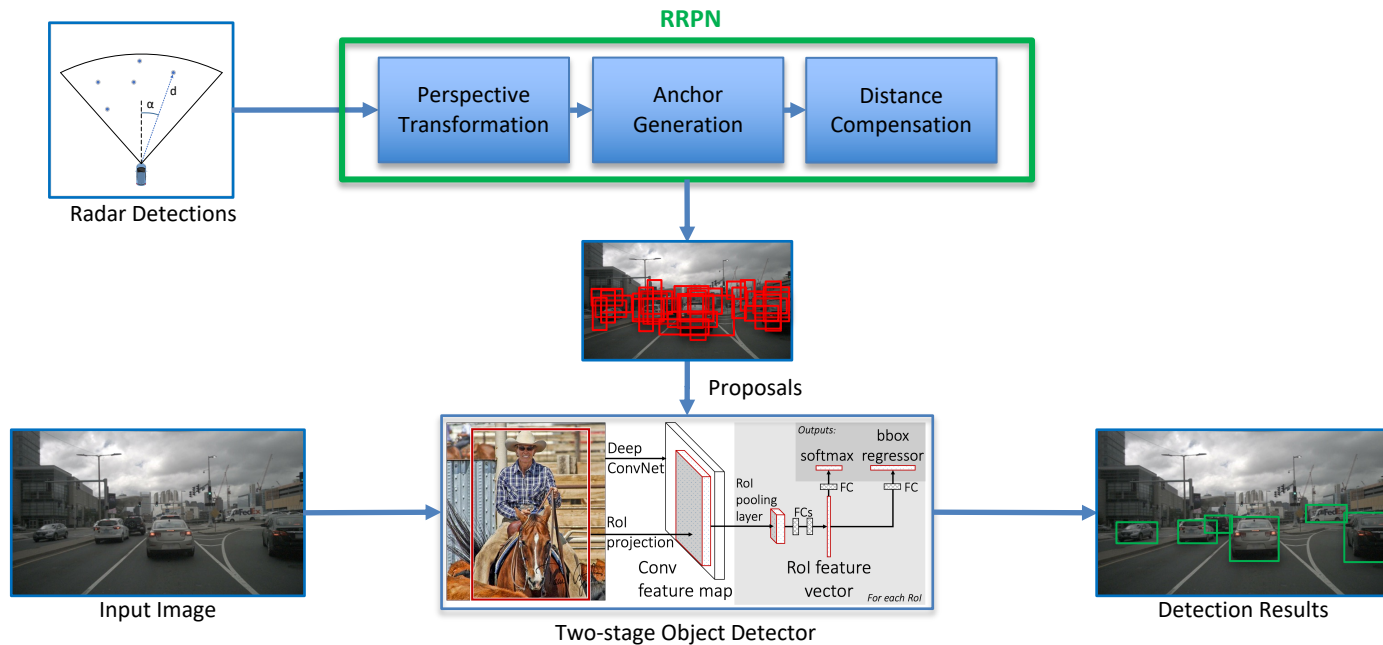 RRPN
α
d
Perspective
Transformation
Anchor
Generation
Distance
Compensation
Radar Detections
Proposals
Deep
ConvNet
RoI
projection
Conv
feature map
RoI
pooling
layer
FCs
Outputs:
softmax
bbox
regressor
FC
FC
RoI feature
vector
For each RoI
Input Image
Two-stage Object Detector
Detection Results